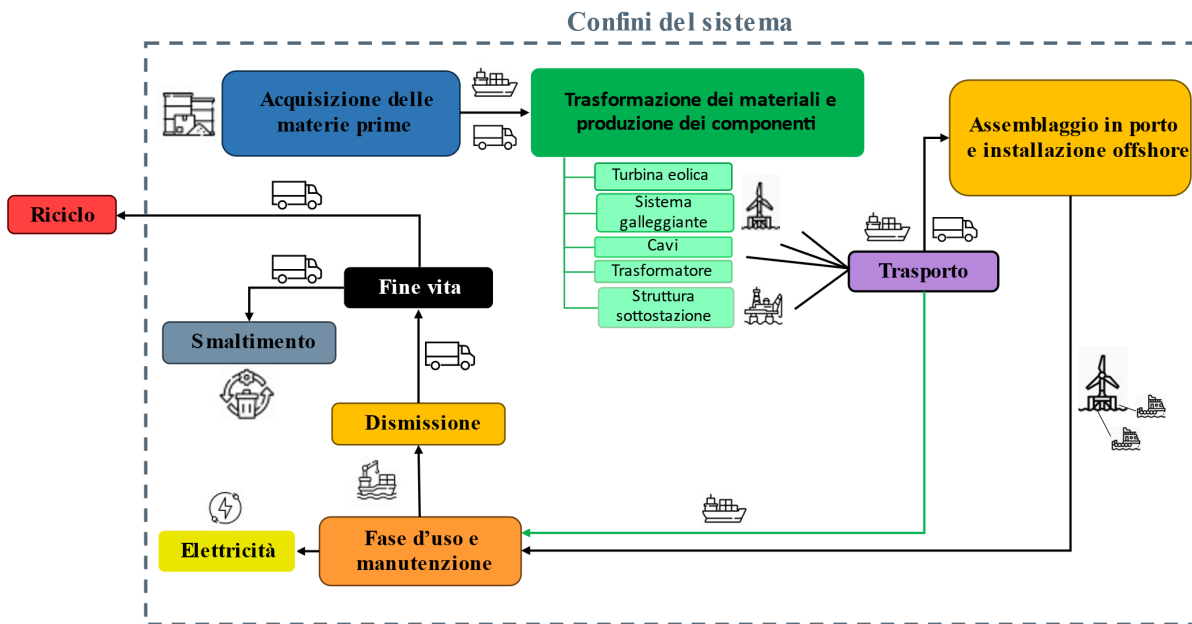 Confini del sistema
Acquisizione delle
materie prime
Trasformazione dei materiali e
produzione dei componenti
Assemblaggio in porto
e installazione offshore
Turbina eolica
Sistema
galleggiante
Cavi
Trasformatore
Struttura
sottostazione
Trasporto
Riciclo
Fine vita
Smaltimento
Dismissione
Fase d’uso e
manutenzione
Elettricità